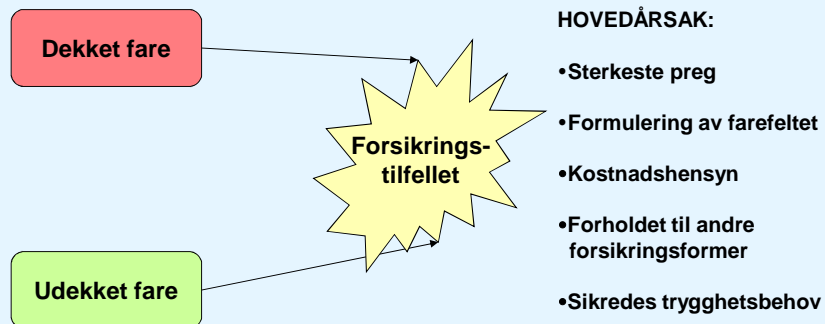 Dekket fare
Forsikrings-
tilfellet
Udekket fare
HOVEDÅRSAK:
•Sterkeste preg
•Formulering av farefeltet
•Kostnadshensyn
•Forholdet til andre
forsikringsformer
•Sikredes trygghetsbehov